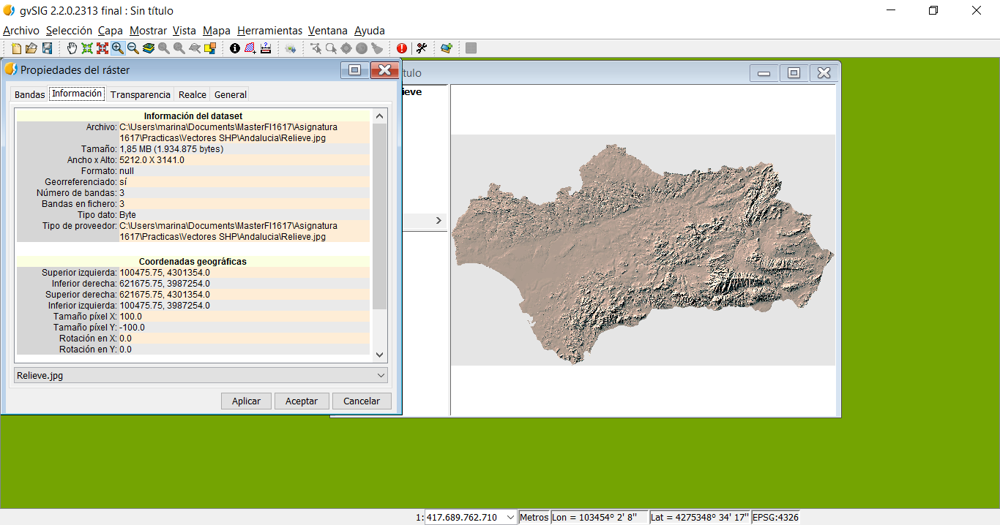 gvSIG 2.2.0.2313 final : Sin título
Archivo Selección Capa Mostrar Vista Mapa Herramientas Ventana Ayuda
Propiedades del ráster
tulo
Bandas Información Transparencia Realce General
ieve
Información del dataset
Archivo: C:\Users\marina\Documents\MasterFI1617\Asignatura
1617\Practicas\Vectores SHP\Andalucia\Relieve.jpg
Tamaño: 1,85 MB (1.934.875 bytes)
Ancho x Alto: 5212.0 X 3141.0
Formato: null
Georreferenciado: sí
Número de bandas: 3
Bandas en fichero: 3
Tipo dato: Byte
Tipo de proveedor: C:\Users\marina\Documents\MasterFI1617\Asignatura
1617\Practicas\Vectores SHP\Andalucia\Relieve.jpg
Coordenadas geográficas
Superior izquierda: 100475.75, 4301354.0
Inferior derecha: 621675.75, 3987254.0
Superior derecha: 621675.75, 4301354.0
Inferior izquierda: 100475.75, 3987254.0
Tamaño píxel X: 100.0
Tamaño píxel Y: -100.0
Rotación en X: 0.0
Rotación en Y: 0.0
Relieve.jpg
Aplicar Aceptar Cancelar
1: 417.689.762.710 Metros Lon = 103454° 2' 8'' Lat = 4275348° 34' 17'' EPSG:4326